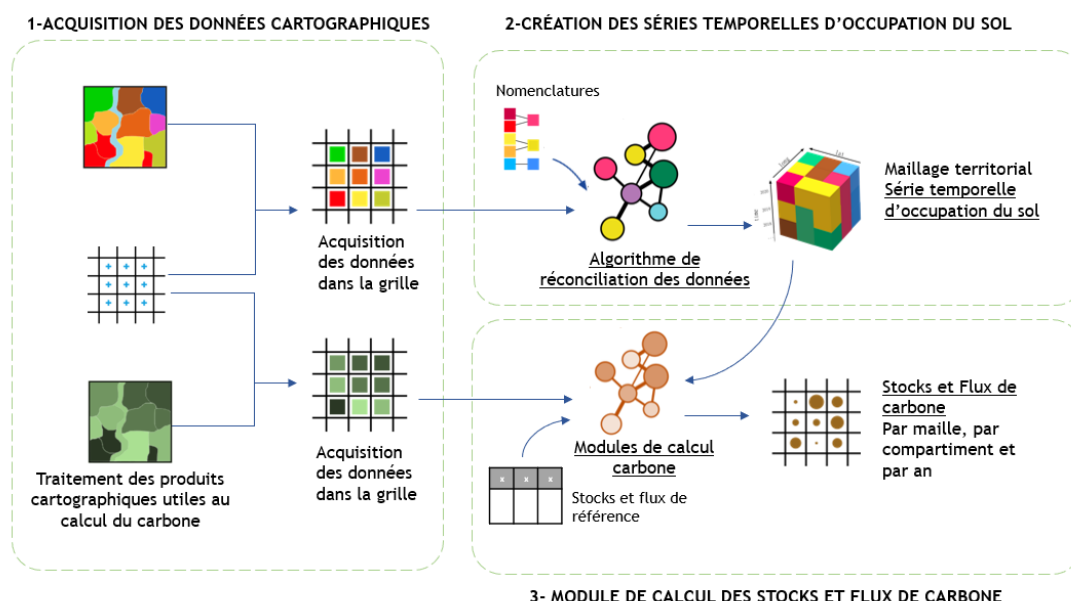 1-ACQUISITION DES DONNÉES CARTOGRAPHIQUES
Acquisition
des données
dans la grille
Acquisition
des données
dans la grille
Traitement des produits
cartographiques utiles au
calcul du carbone
2-CRÉATION DES SÉRIES TEMPORELLES D'OCCUPATION DU SOL
Nomenclatures
Algorithme de
réconciliation des données
Maillage territorial
Série temporelle
d'occupation du sol
Modules de calcul
carbone
x x x
Stocks et flux de
référence
Stocks et Flux de
carbone
Par maille, par
compartiment et
par an
3- MODULE DE CALCUL DES STOCKS ET FLUX DE CARBONE